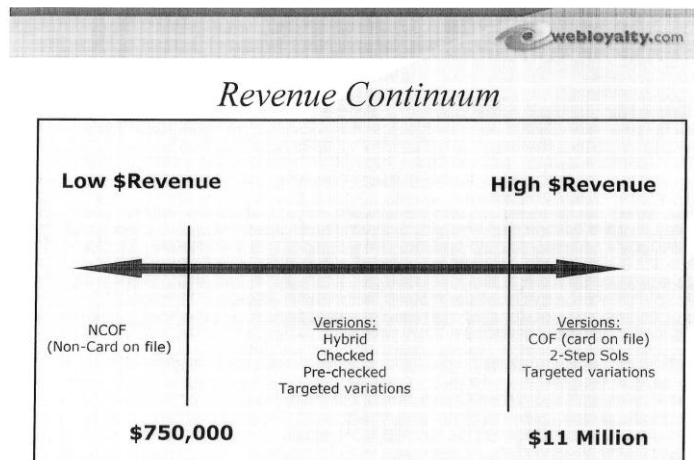 webloyalty.com
Revenue Continuum
Low $Revenue
High $Revenue
NCOF
(Non-Card on file)
Versions:
Hybrid
Checked
Pre-checked
Targeted variations
Versions:
COF (card on file)
2-Step Sols
Targeted variations
$750,000
$11 Million